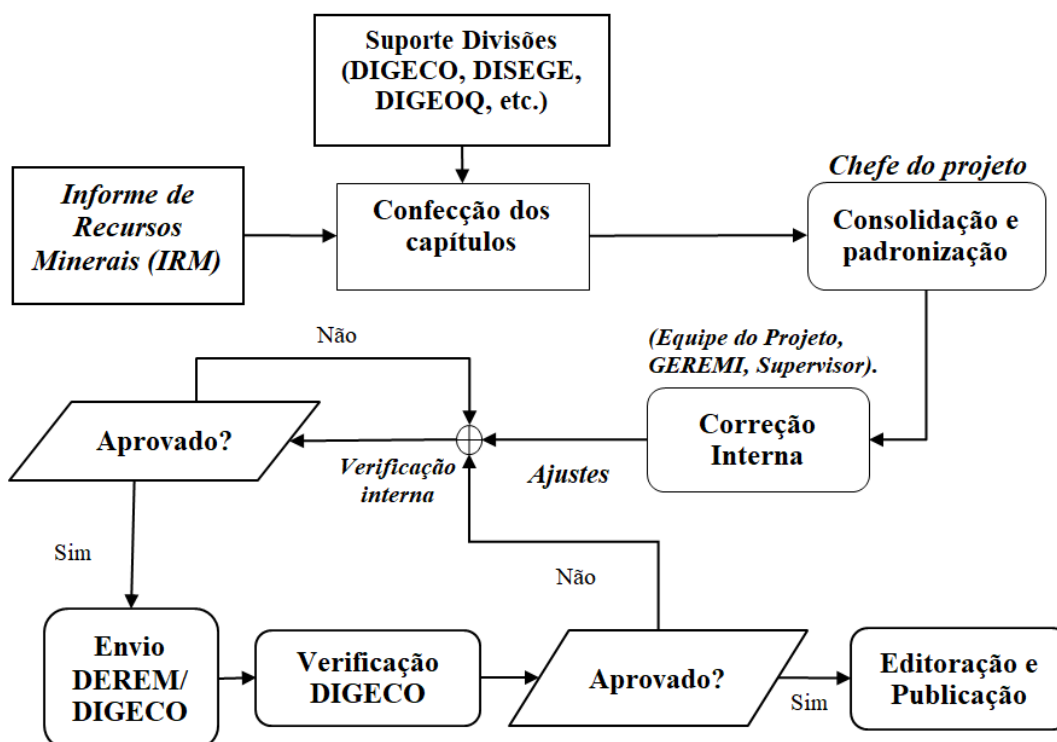 Suporte Divisões
(DIGECO, DISEGE,
DIGEOQ, etc.)
Informe de
Recursos
Minerais (IRM)
Confecção dos
capítulos
Chefe do projeto
Consolidação e
padronização
(Equipe do Projeto,
GEREMI, Supervisor).
Correção
Interna
Ajustes
Verificação
interna
Não
Aprovado?
Sim
Envio
DEREM/
DIGECO
Verificação
DIGECO
Não
Aprovado?
Sim
Editoração e
Publicação